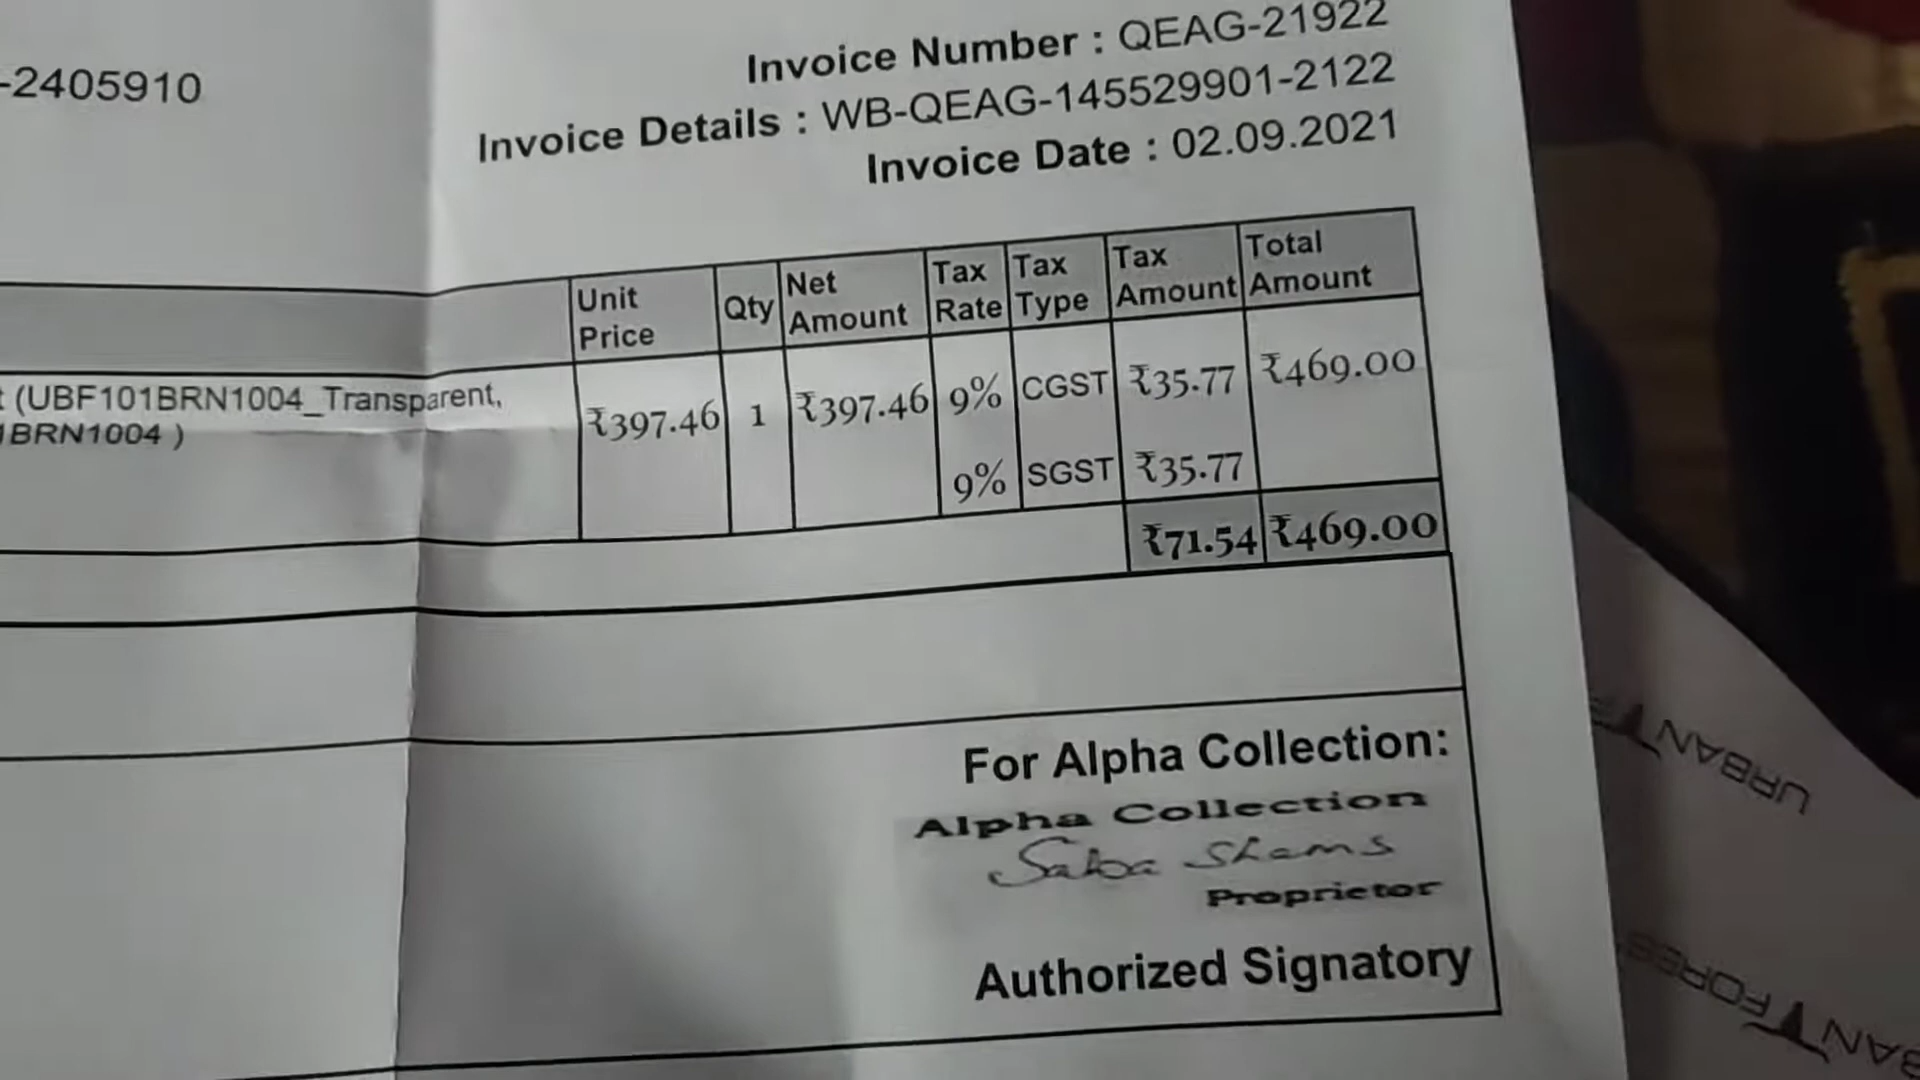 -2405910
Invoice Number : QEAG-21922
Invoice Details : WB-QEAG-145529901-2122
Invoice Date : 02.09.2021
Unit Price Qty Net Amount Tax Rate Tax Type Tax Amount Total Amount
(UBF101BRN1004_Transparent, ₹397.46 1 ₹397.46 9% CGST ₹35.77 ₹469.00
BRN1004 )
9% SGST ₹35.77
₹71.54 ₹469.00
For Alpha Collection:
Alpha Collection
Saba Shams
Proprietor
Authorized Signatory
URBAN